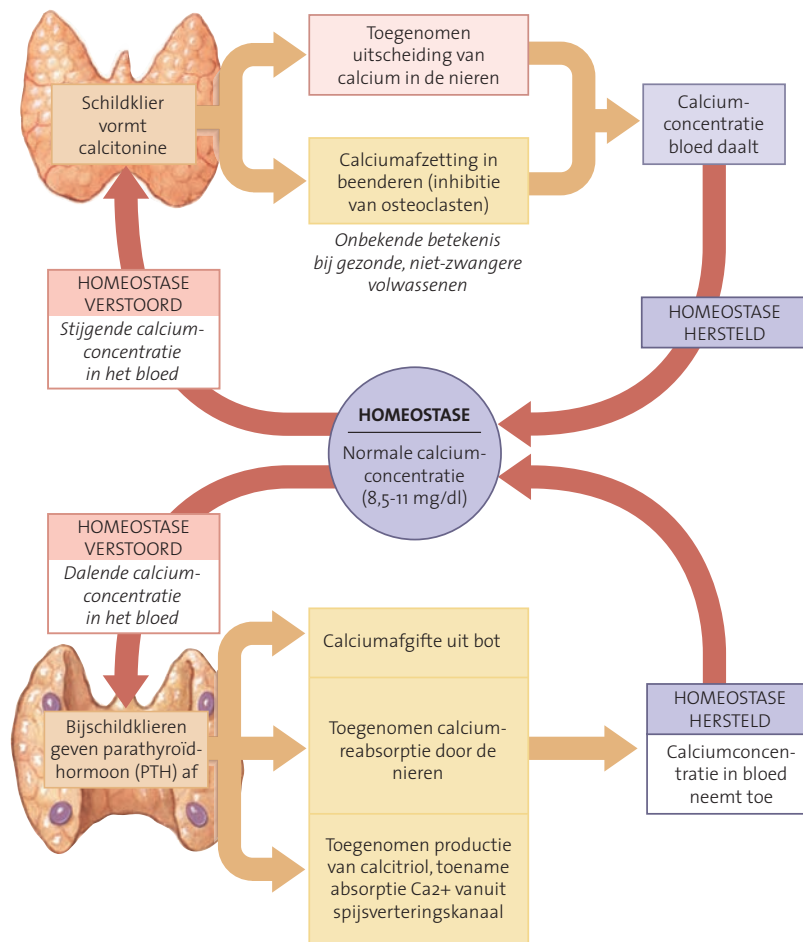 Schildklier
vormt
calcitonine
Toegenomen
uitscheiding van
calcium in de nieren
Calciumafzetting in
beenderen (inhibitie
van osteoclasten)
Onbekende betekenis
bij gezonde, niet-zwangere
volwassenen
Calcium-
concentratie
bloed daalt
HOMEOSTASE
VERSTOORD
Stijgende calcium-
concentratie
in het bloed
HOMEOSTASE
HERSTELD
HOMEOSTASE
Normale calcium-
concentratie
(8,5-11 mg/dl)
HOMEOSTASE
VERSTOORD
Dalende calcium-
concentratie
in het bloed
Bijschildklieren
geven parathyroïd-
hormoon (PTH) af
Calciumafgifte uit bot
Toegenomen calcium-
reabsorptie door de
nieren
Toegenomen productie
van calcitriol, toename
absorptie Ca2+ vanuit
spijsverteringskanaal
HOMEOSTASE
HERSTELD
Calciumconcen-
tratie in bloed
neemt toe